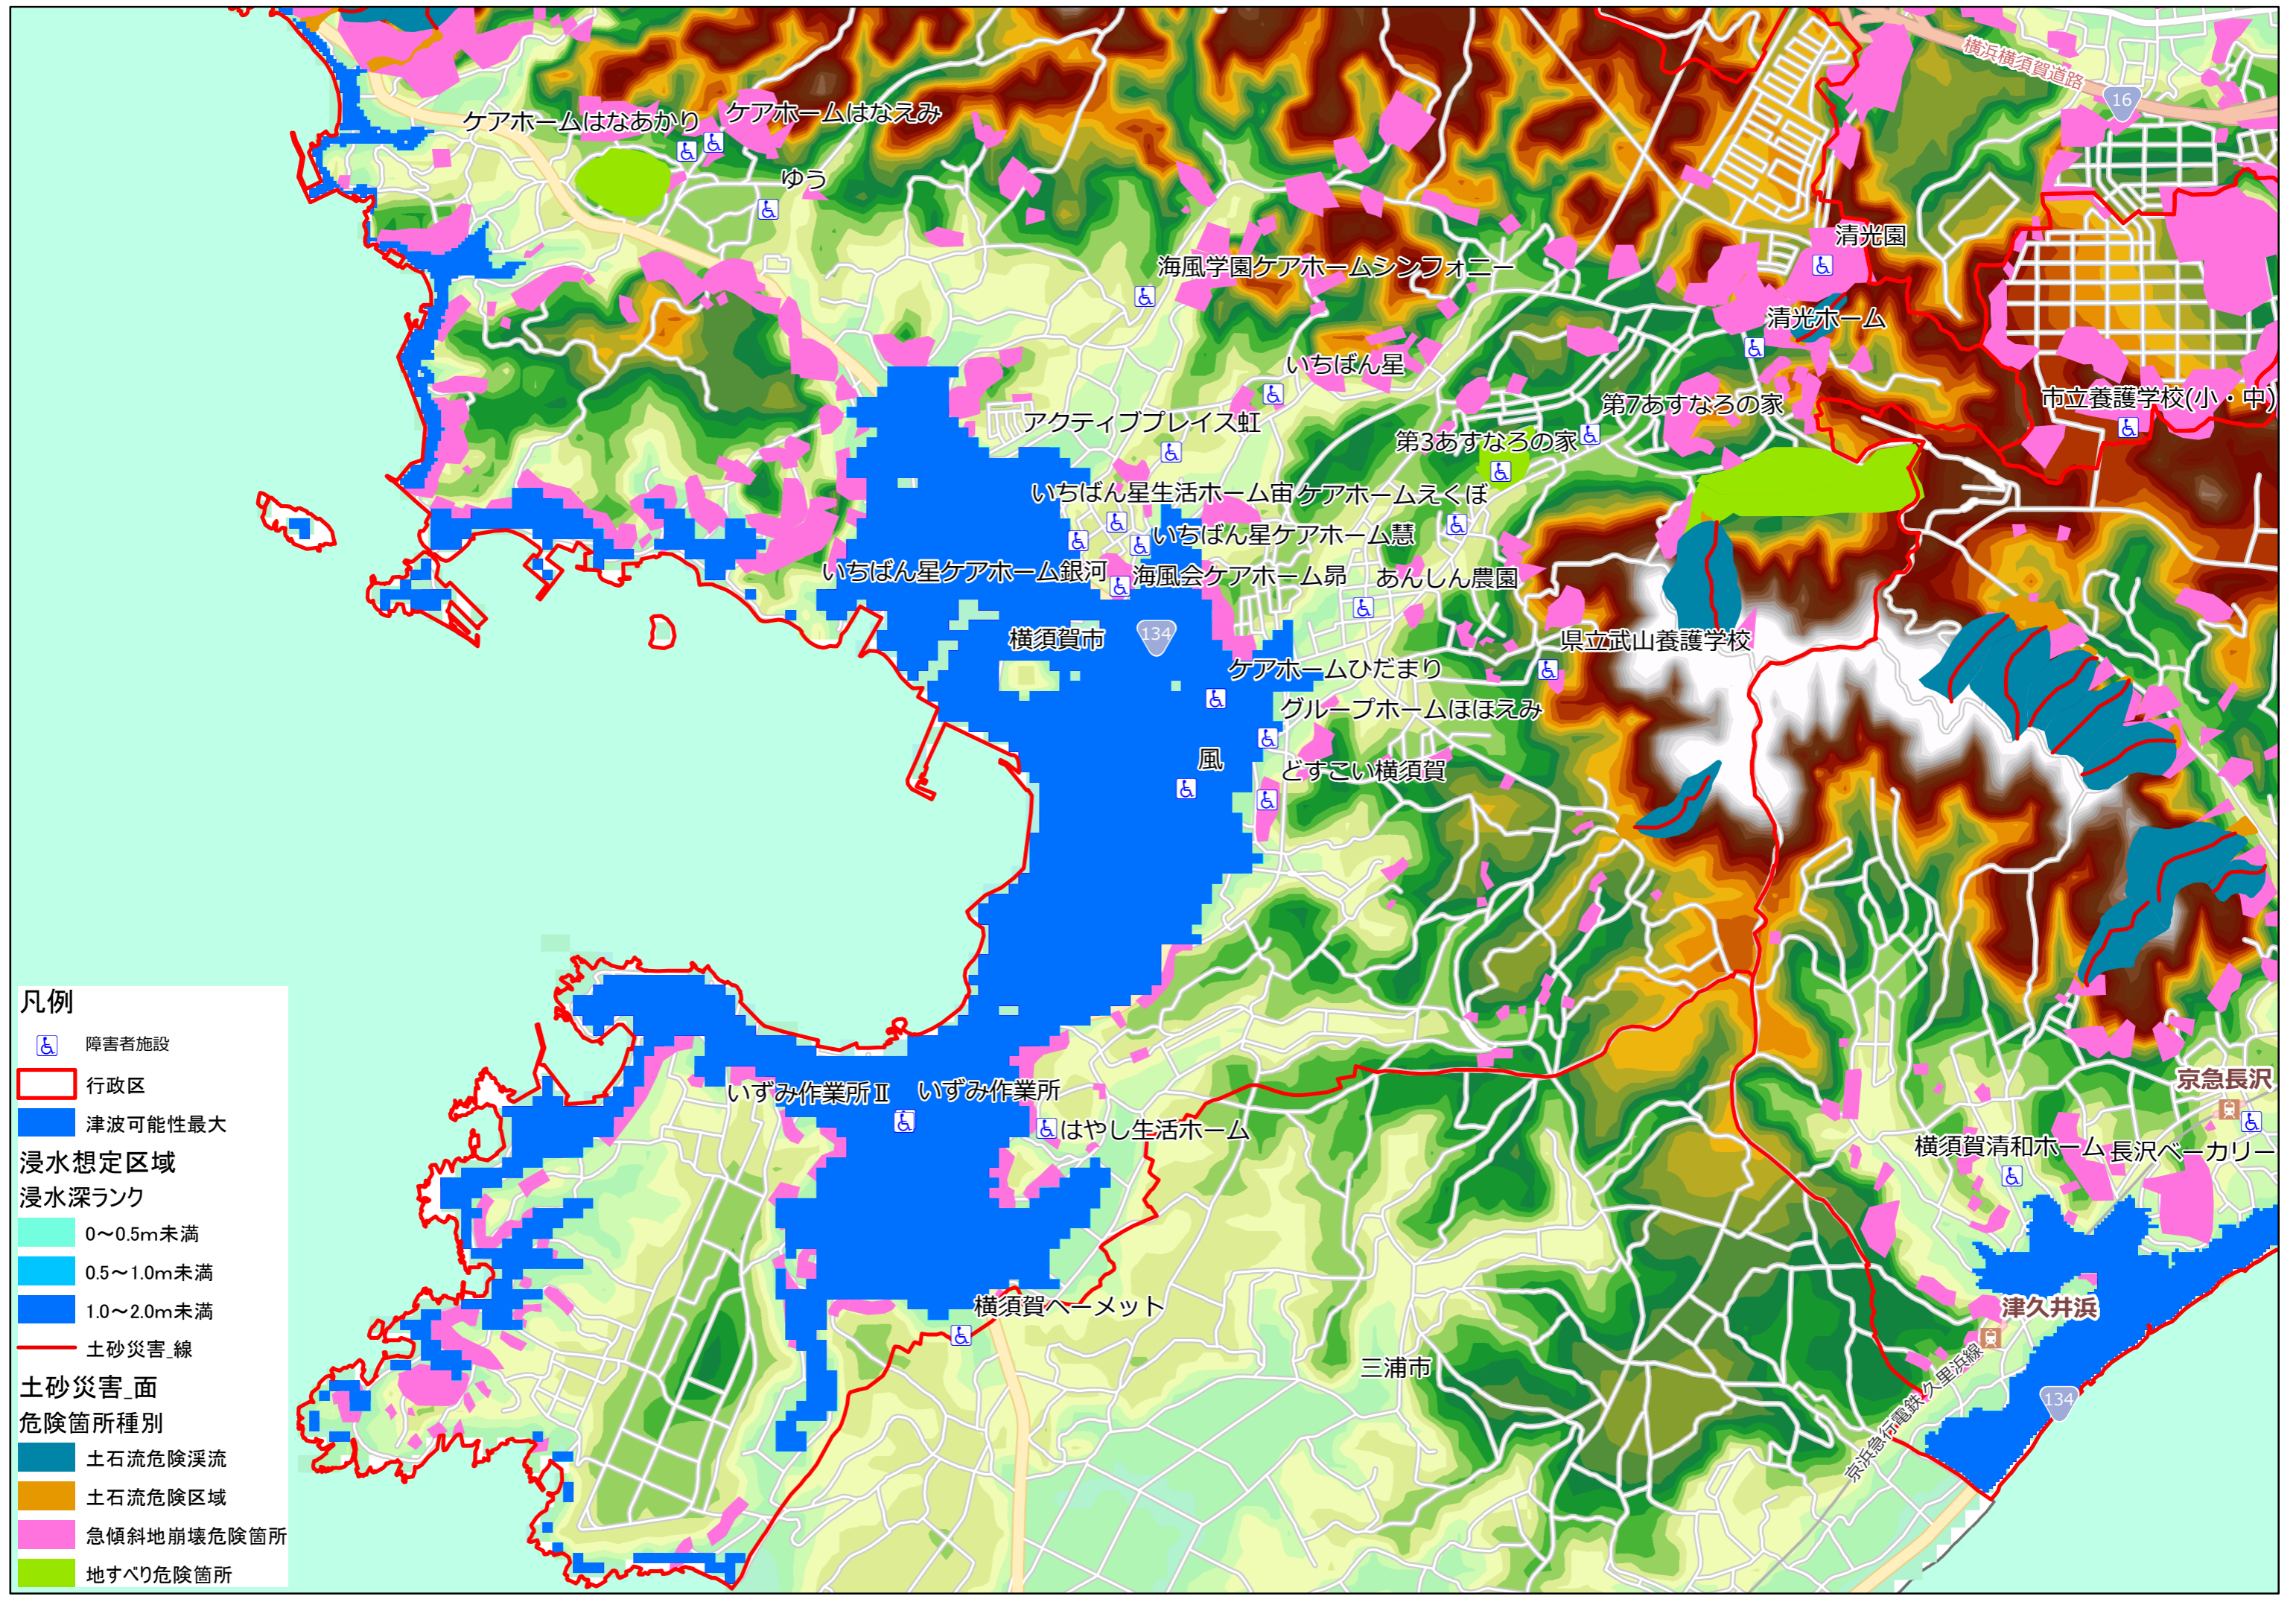 横浜横須賀道路
16
ケアホームはなあかり
ケアホームはなえみ
ゆう
清光園
海風学園ケアホームシンフォニー
清光ホーム
いちばん星
市立養護学校(小・中)
第7あすなろの家
アクティブプレイス虹
第3あすなろの家
いちばん星生活ホーム宙
ケアホームえくぼ
いちばん星ケアホーム慧
いちばん星ケアホーム銀河
海風会ケアホーム昴
あんしん農園
横須賀市
134
県立武山養護学校
ケアホームひだまり
グループホームほほえみ
風
どすこい横須賀
いずみ作業所Ⅱ
いずみ作業所
はやし生活ホーム
京急長沢
横須賀清和ホーム
長沢ベーカリー
横須賀ヘーメット
津久井浜
三浦市
134
京浜急行電鉄久里浜線
凡例
障害者施設
行政区
津波可能性最大
浸水想定区域
浸水深ランク
0～0.5m未満
0.5～1.0m未満
1.0～2.0m未満
土砂災害_線
土砂災害_面
危険箇所種別
土石流危険渓流
土石流危険区域
急傾斜地崩壊危険箇所
地すべり危険箇所